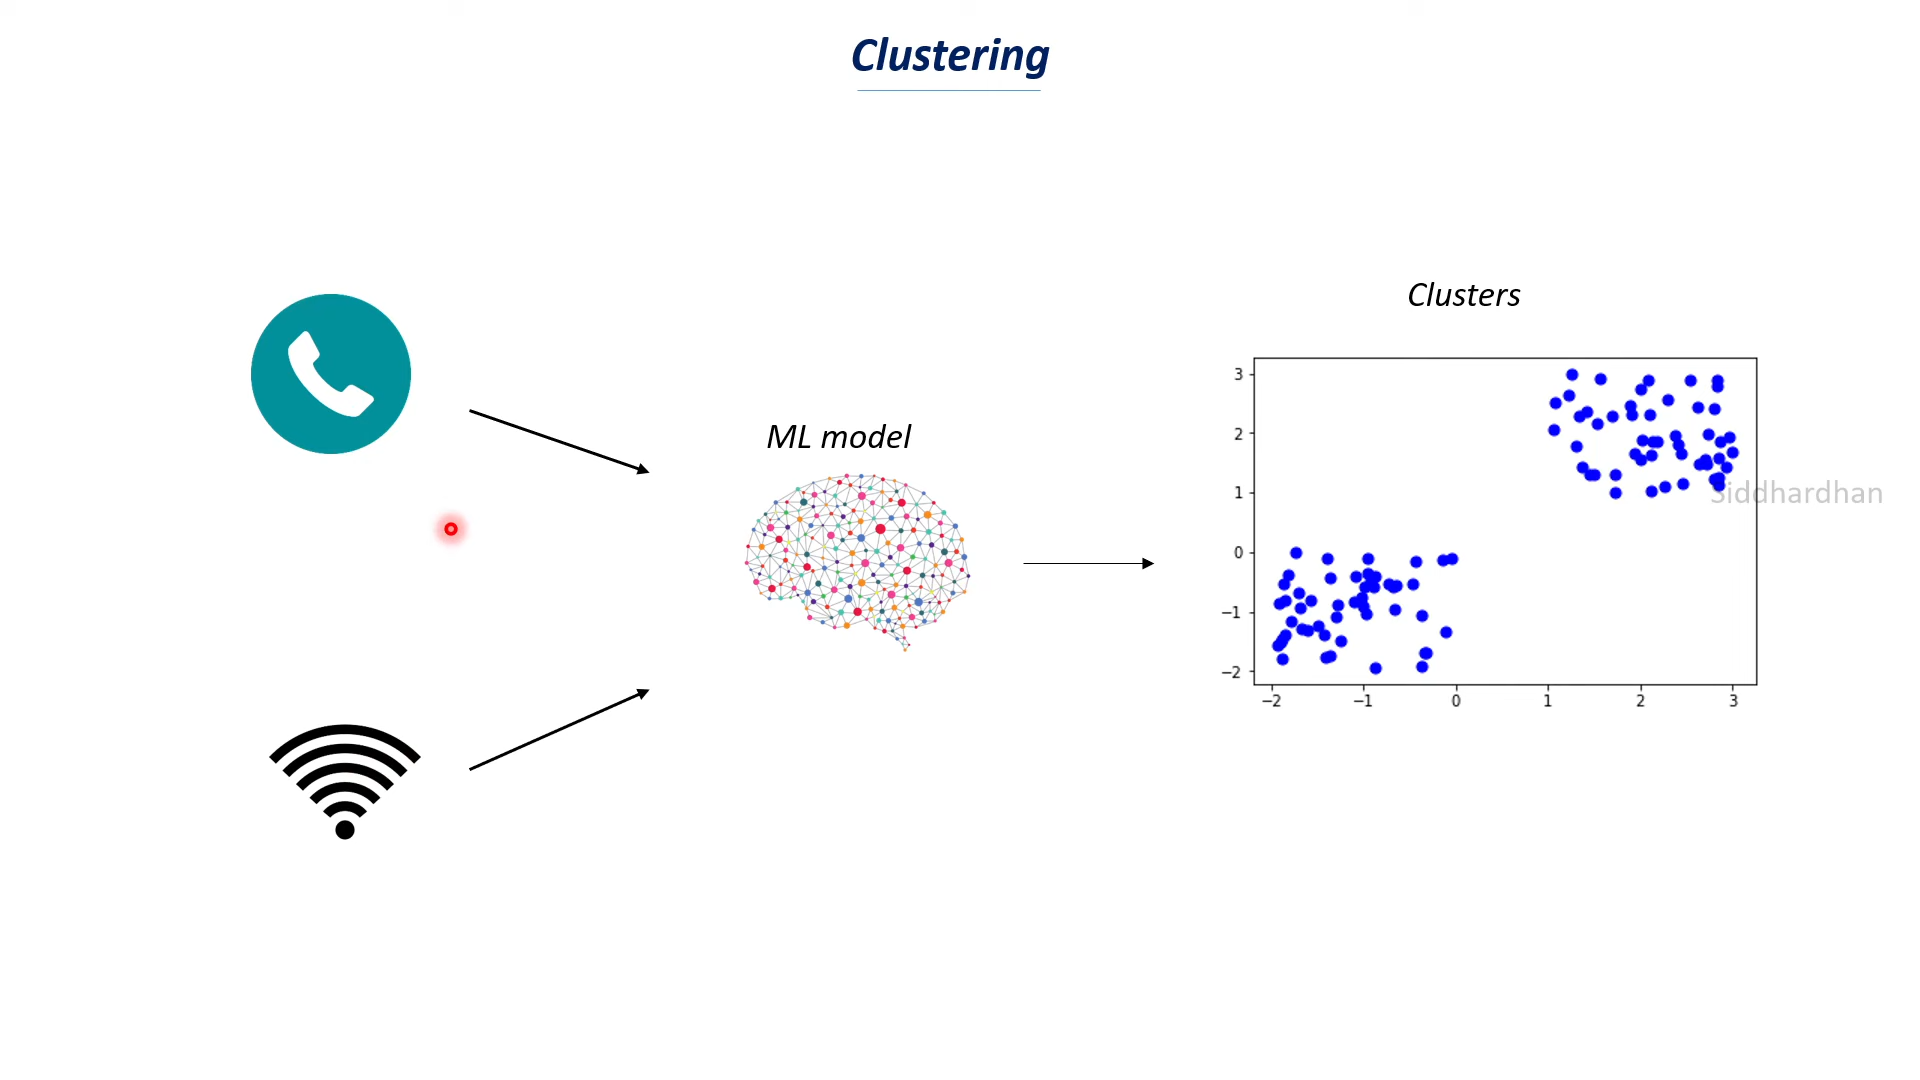 Clustering
Clusters
ML model
3
2
1
0
−1
−2
−2 −1 0 1 2 3
Siddhardhan